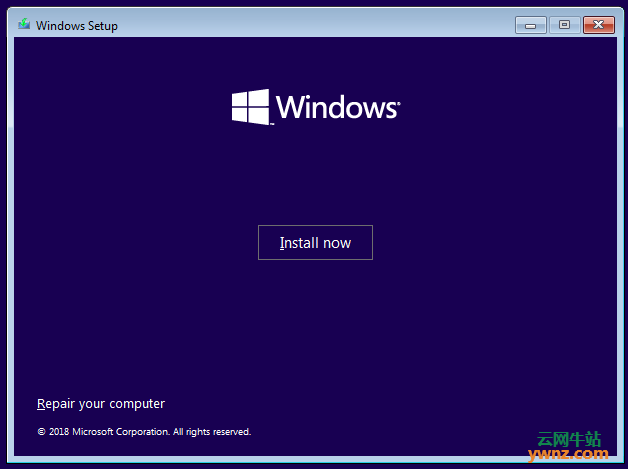 Windows Setup
Windows®
™
Install now
Repair your computer
© 2018 Microsoft Corporation. All rights reserved.
云网牛站
ywnz.com